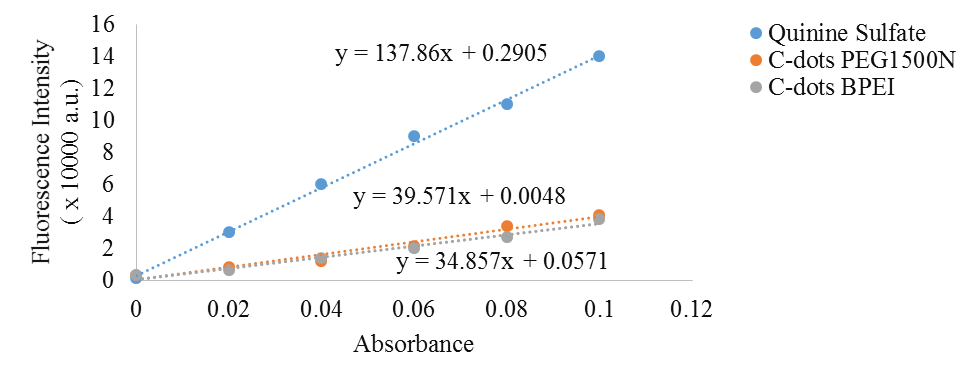 16
14
12
10
8
6
4
2
0
Fluorescence Intensity
( x 10000 a.u.)
y = 137.86x + 0.2905
y = 39.571x + 0.0048
y = 34.857x + 0.0571
0 0.02 0.04 0.06 0.08 0.1 0.12
Absorbance
Quinine Sulfate
C-dots PEG1500N
C-dots BPEI